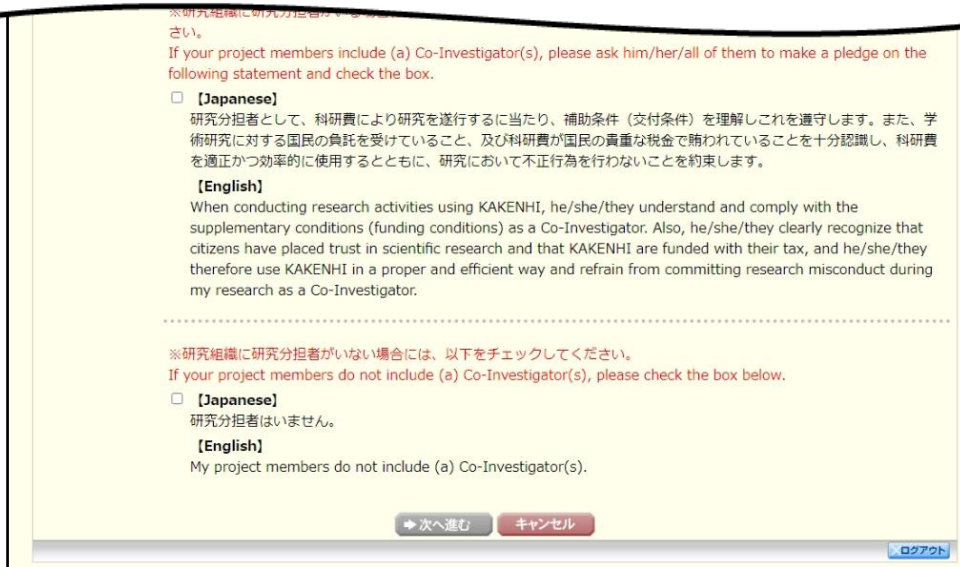 ※研究組織に研究分担者がいる場合
さい。
If your project members include (a) Co-Investigator(s), please ask him/her/all of them to make a pledge on the
following statement and check the box.
【Japanese】
研究分担者として、科研費により研究を遂行するに当たり、補助条件（交付条件）を理解しこれを遵守します。また、学
術研究に対する国民の負託を受けていること、及び科研費が国民の貴重な税金で賄われていることを十分認識し、科研費
を適正かつ効率的に使用するとともに、研究において不正行為を行わないことを約束します。
【English】
When conducting research activities using KAKENHI, he/she/they understand and comply with the
supplementary conditions (funding conditions) as a Co-Investigator. Also, he/she/they clearly recognize that
citizens have placed trust in scientific research and that KAKENHI are funded with their tax, and he/she/they
therefore use KAKENHI in a proper and efficient way and refrain from committing research misconduct during
my research as a Co-Investigator.
※研究組織に研究分担者がいない場合には、以下をチェックしてください。
If your project members do not include (a) Co-Investigator(s), please check the box below.
【Japanese】
研究分担者はいません。
【English】
My project members do not include (a) Co-Investigator(s).
次へ進む キャンセル
ログアウト